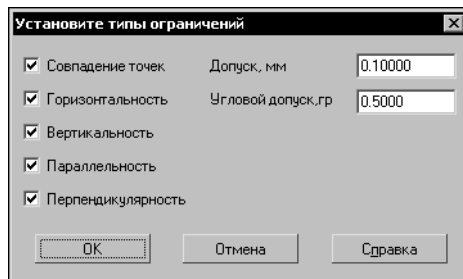 Установите типы ограничений
Совпадение точек Допуск, мм 0.10000
Горизонтальность Угловой допуск,гр 0.5000
Вертикальность
Параллельность
Перпендикулярность
OK Отмена Справка